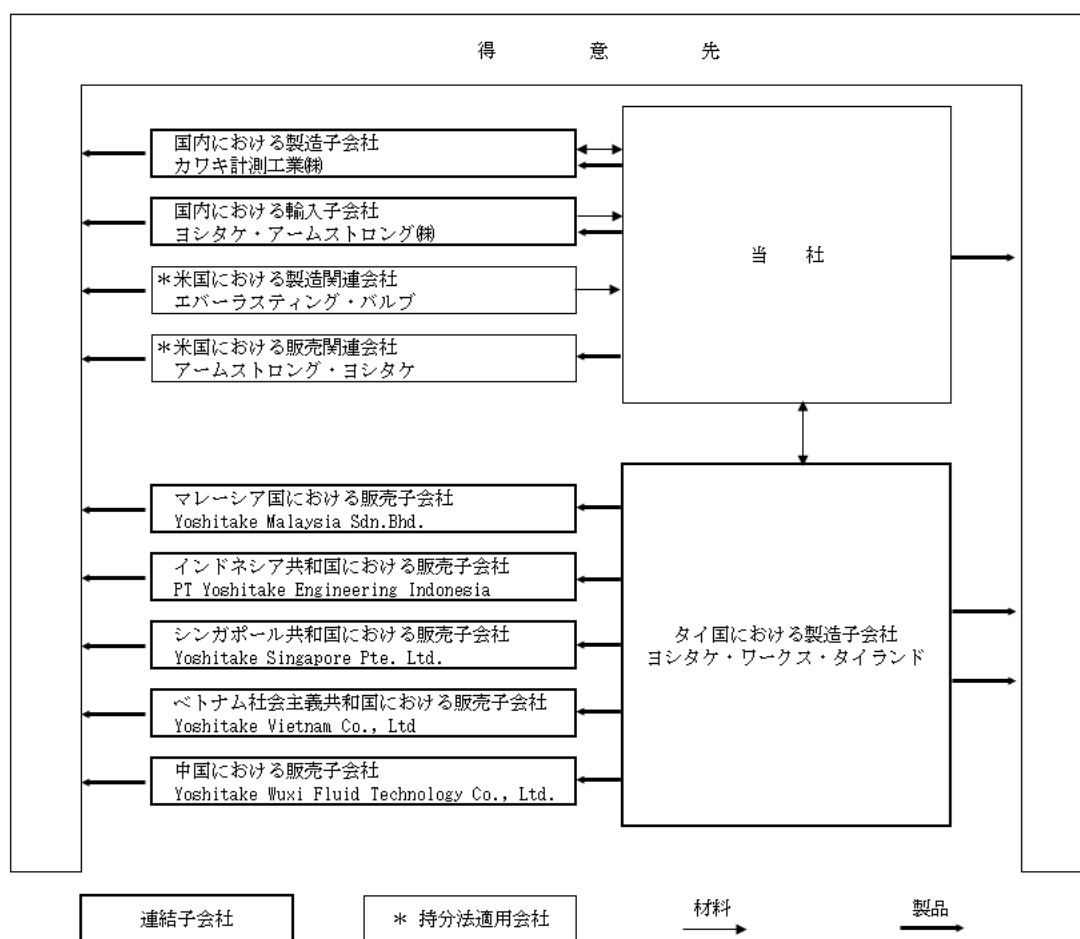 得 意 先
国内における製造子会社
カワキ計測工業㈱
国内における輸入子会社
ヨシタケ・アームストロング㈱
*米国における製造関連会社
エバーラスティング・バルブ
*米国における販売関連会社
アームストロング・ヨシタケ
当 社
マレーシア国における販売子会社
Yoshitake Malaysia Sdn.Bhd.
インドネシア共和国における販売子会社
PT Yoshitake Engineering Indonesia
シンガポール共和国における販売子会社
Yoshitake Singapore Pte. Ltd.
ベトナム社会主義共和国における販売子会社
Yoshitake Vietnam Co., Ltd
中国における販売子会社
Yoshitake Wuxi Fluid Technology Co., Ltd.
タイ国における製造子会社
ヨシタケ・ワークス・タイランド
連結子会社
* 持分法適用会社
材料
製品